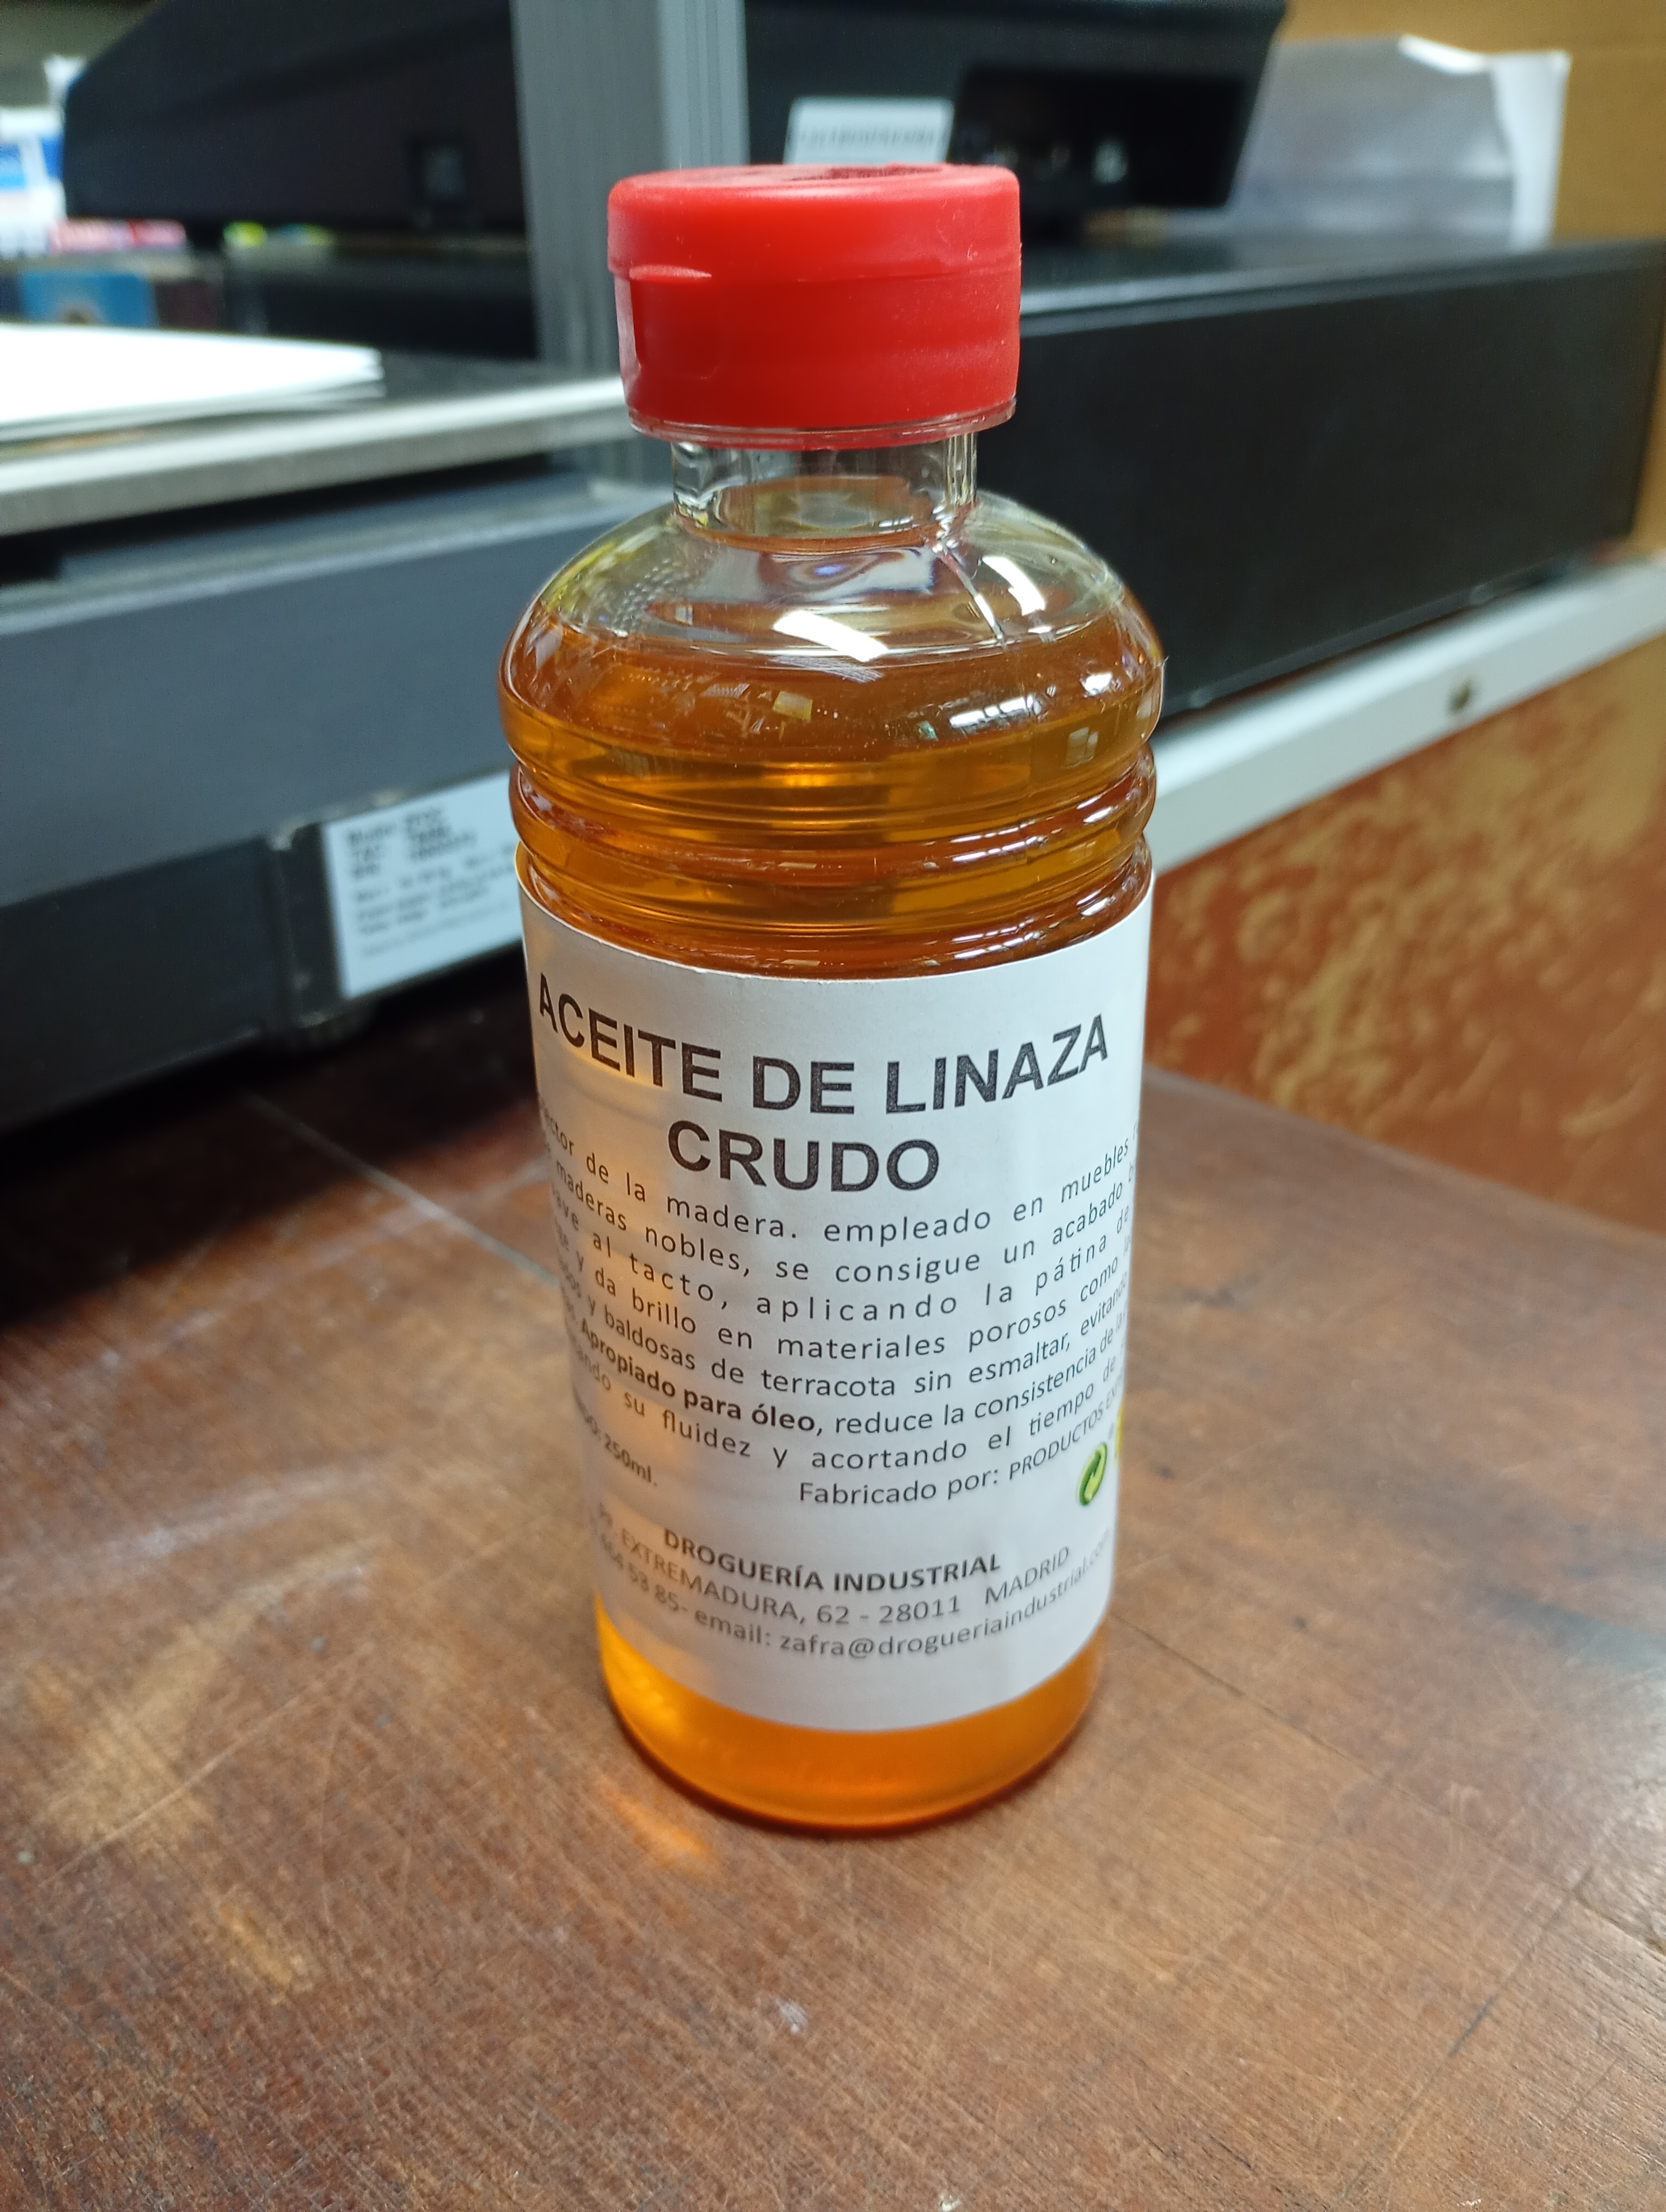 ACEITE DE LINAZA
CRUDO
de la madera. empleado en muebles
maderas nobles, se consigue un acabado
al tacto, aplicando la pátina de
y da brillo en materiales porosos como
y baldosas de terracota sin esmaltar, evitando
Apropiado para óleo, reduce la consistencia de
su fluidez y acortando el tiempo de
250ml.
Fabricado por: PRODUCTOS
DROGUERÍA INDUSTRIAL
EXTREMADURA, 62 - 28011 MADRID
53 85- email: zafra@drogueriaindustrial.com